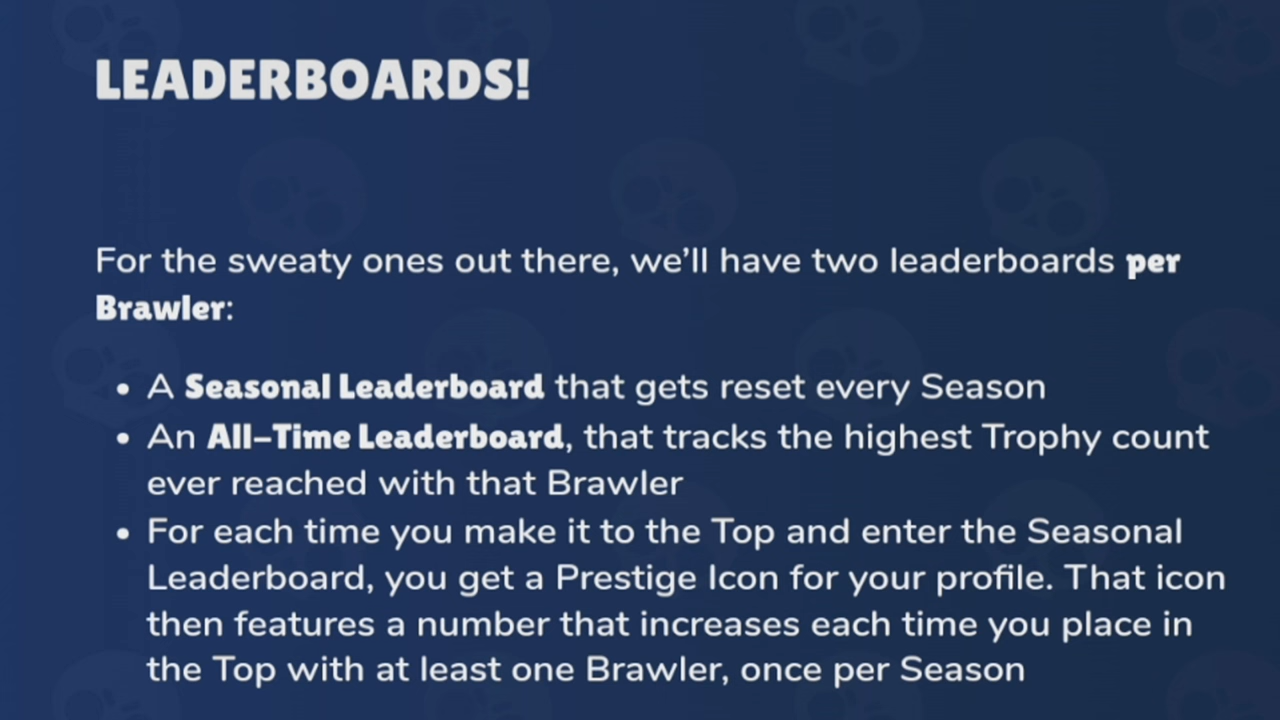 LEADERBOARDS!
For the sweaty ones out there, we’ll have two leaderboards per
Brawler:
• A Seasonal Leaderboard that gets reset every Season
• An All-Time Leaderboard, that tracks the highest Trophy count
ever reached with that Brawler
• For each time you make it to the Top and enter the Seasonal
Leaderboard, you get a Prestige Icon for your profile. That icon
then features a number that increases each time you place in
the Top with at least one Brawler, once per Season